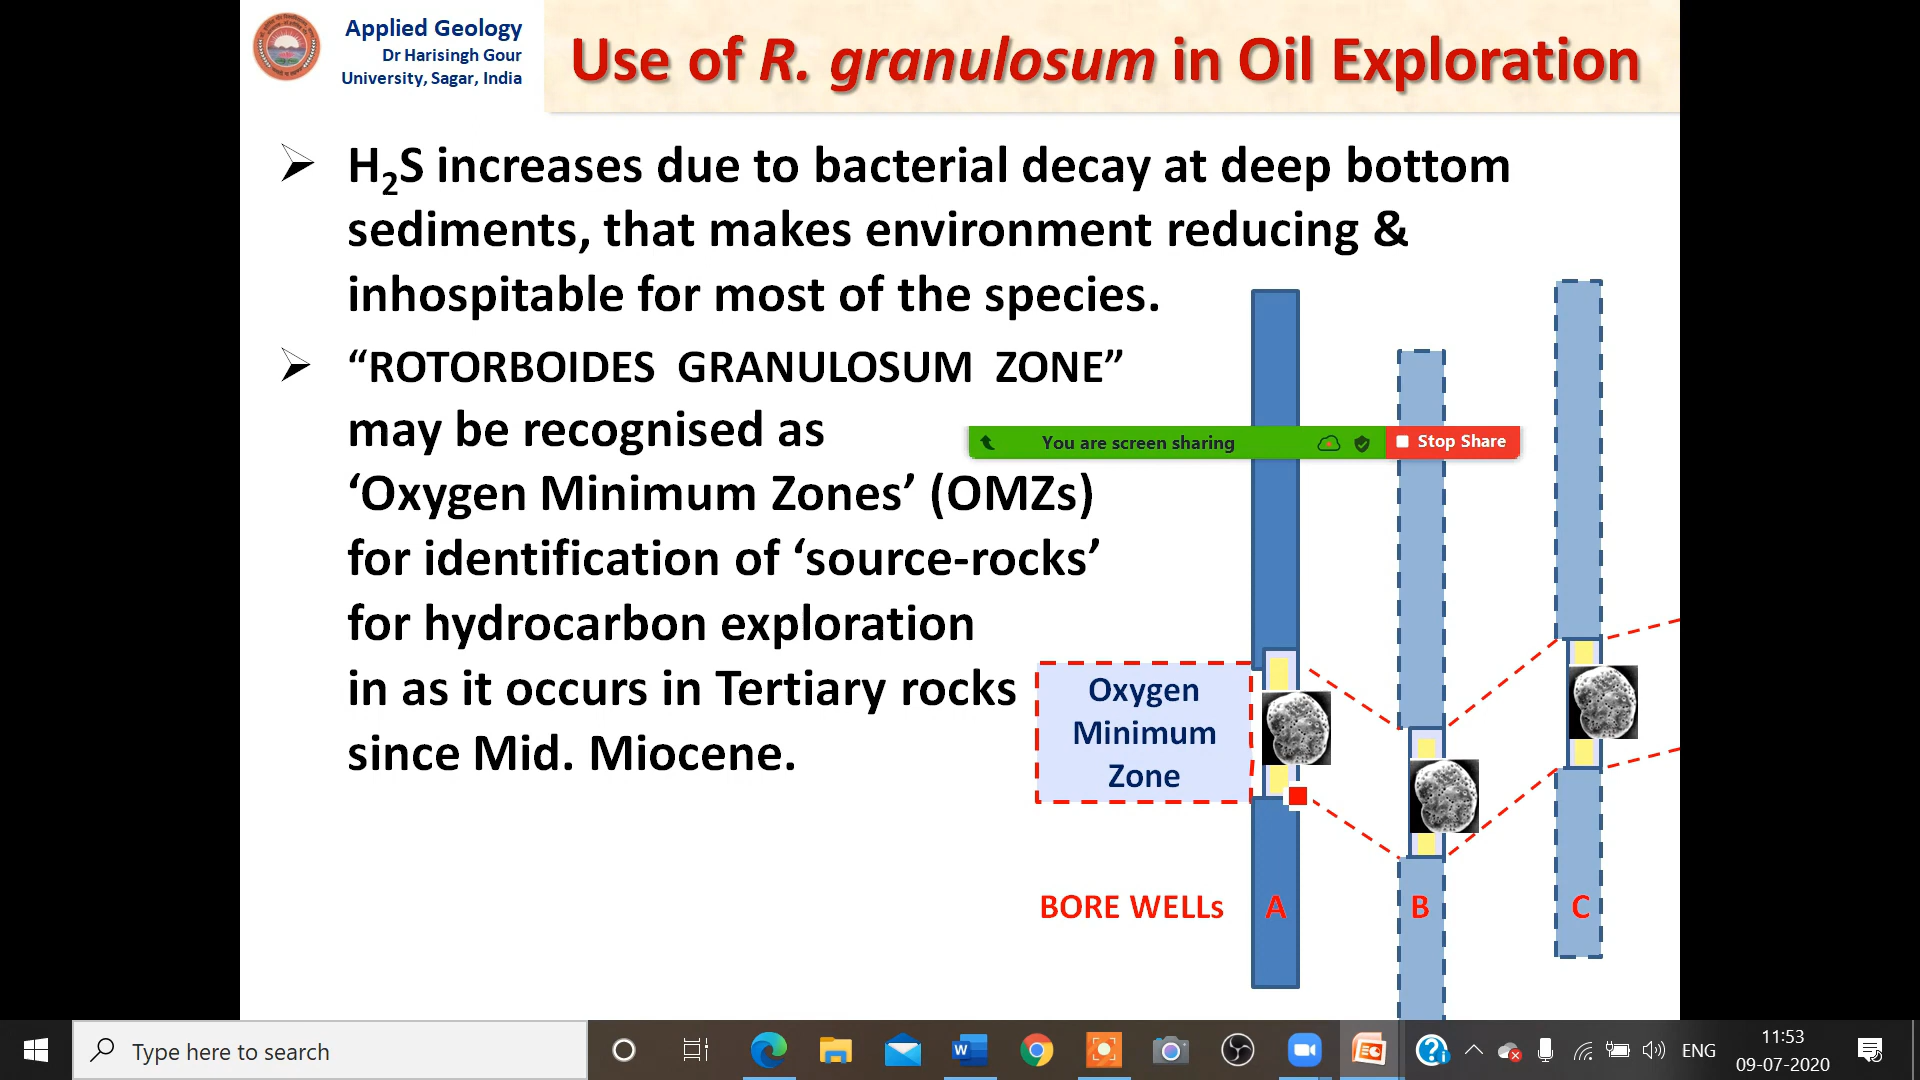 Applied Geology
Dr Harisingh Gour
University, Sagar, India
Use of R. granulosum in Oil Exploration
H2S increases due to bacterial decay at deep bottom
sediments, that makes environment reducing &
inhospitable for most of the species.
“ROTORBOIDES GRANULOSUM ZONE”
may be recognised as
‘Oxygen Minimum Zones’ (OMZs)
for identification of ‘source-rocks’
for hydrocarbon exploration
in as it occurs in Tertiary rocks
since Mid. Miocene.
You are screen sharing
Stop Share
Oxygen
Minimum
Zone
BORE WELLs A B C
Type here to search
ENG
11:53
09-07-2020